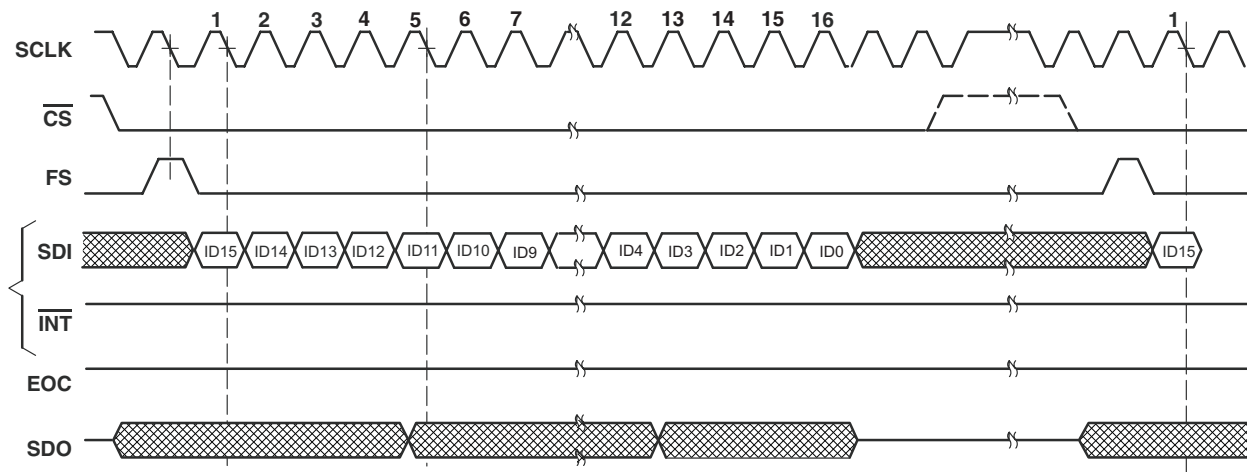 1 2 3 4 5 6 7 12 13 14 15 16 1
SCLK
CS
FS
SDI ID15 ID14 ID13 ID12 ID11 ID10 ID9 ID4 ID3 ID2 ID1 ID0 ID15
INT
EOC
SDO